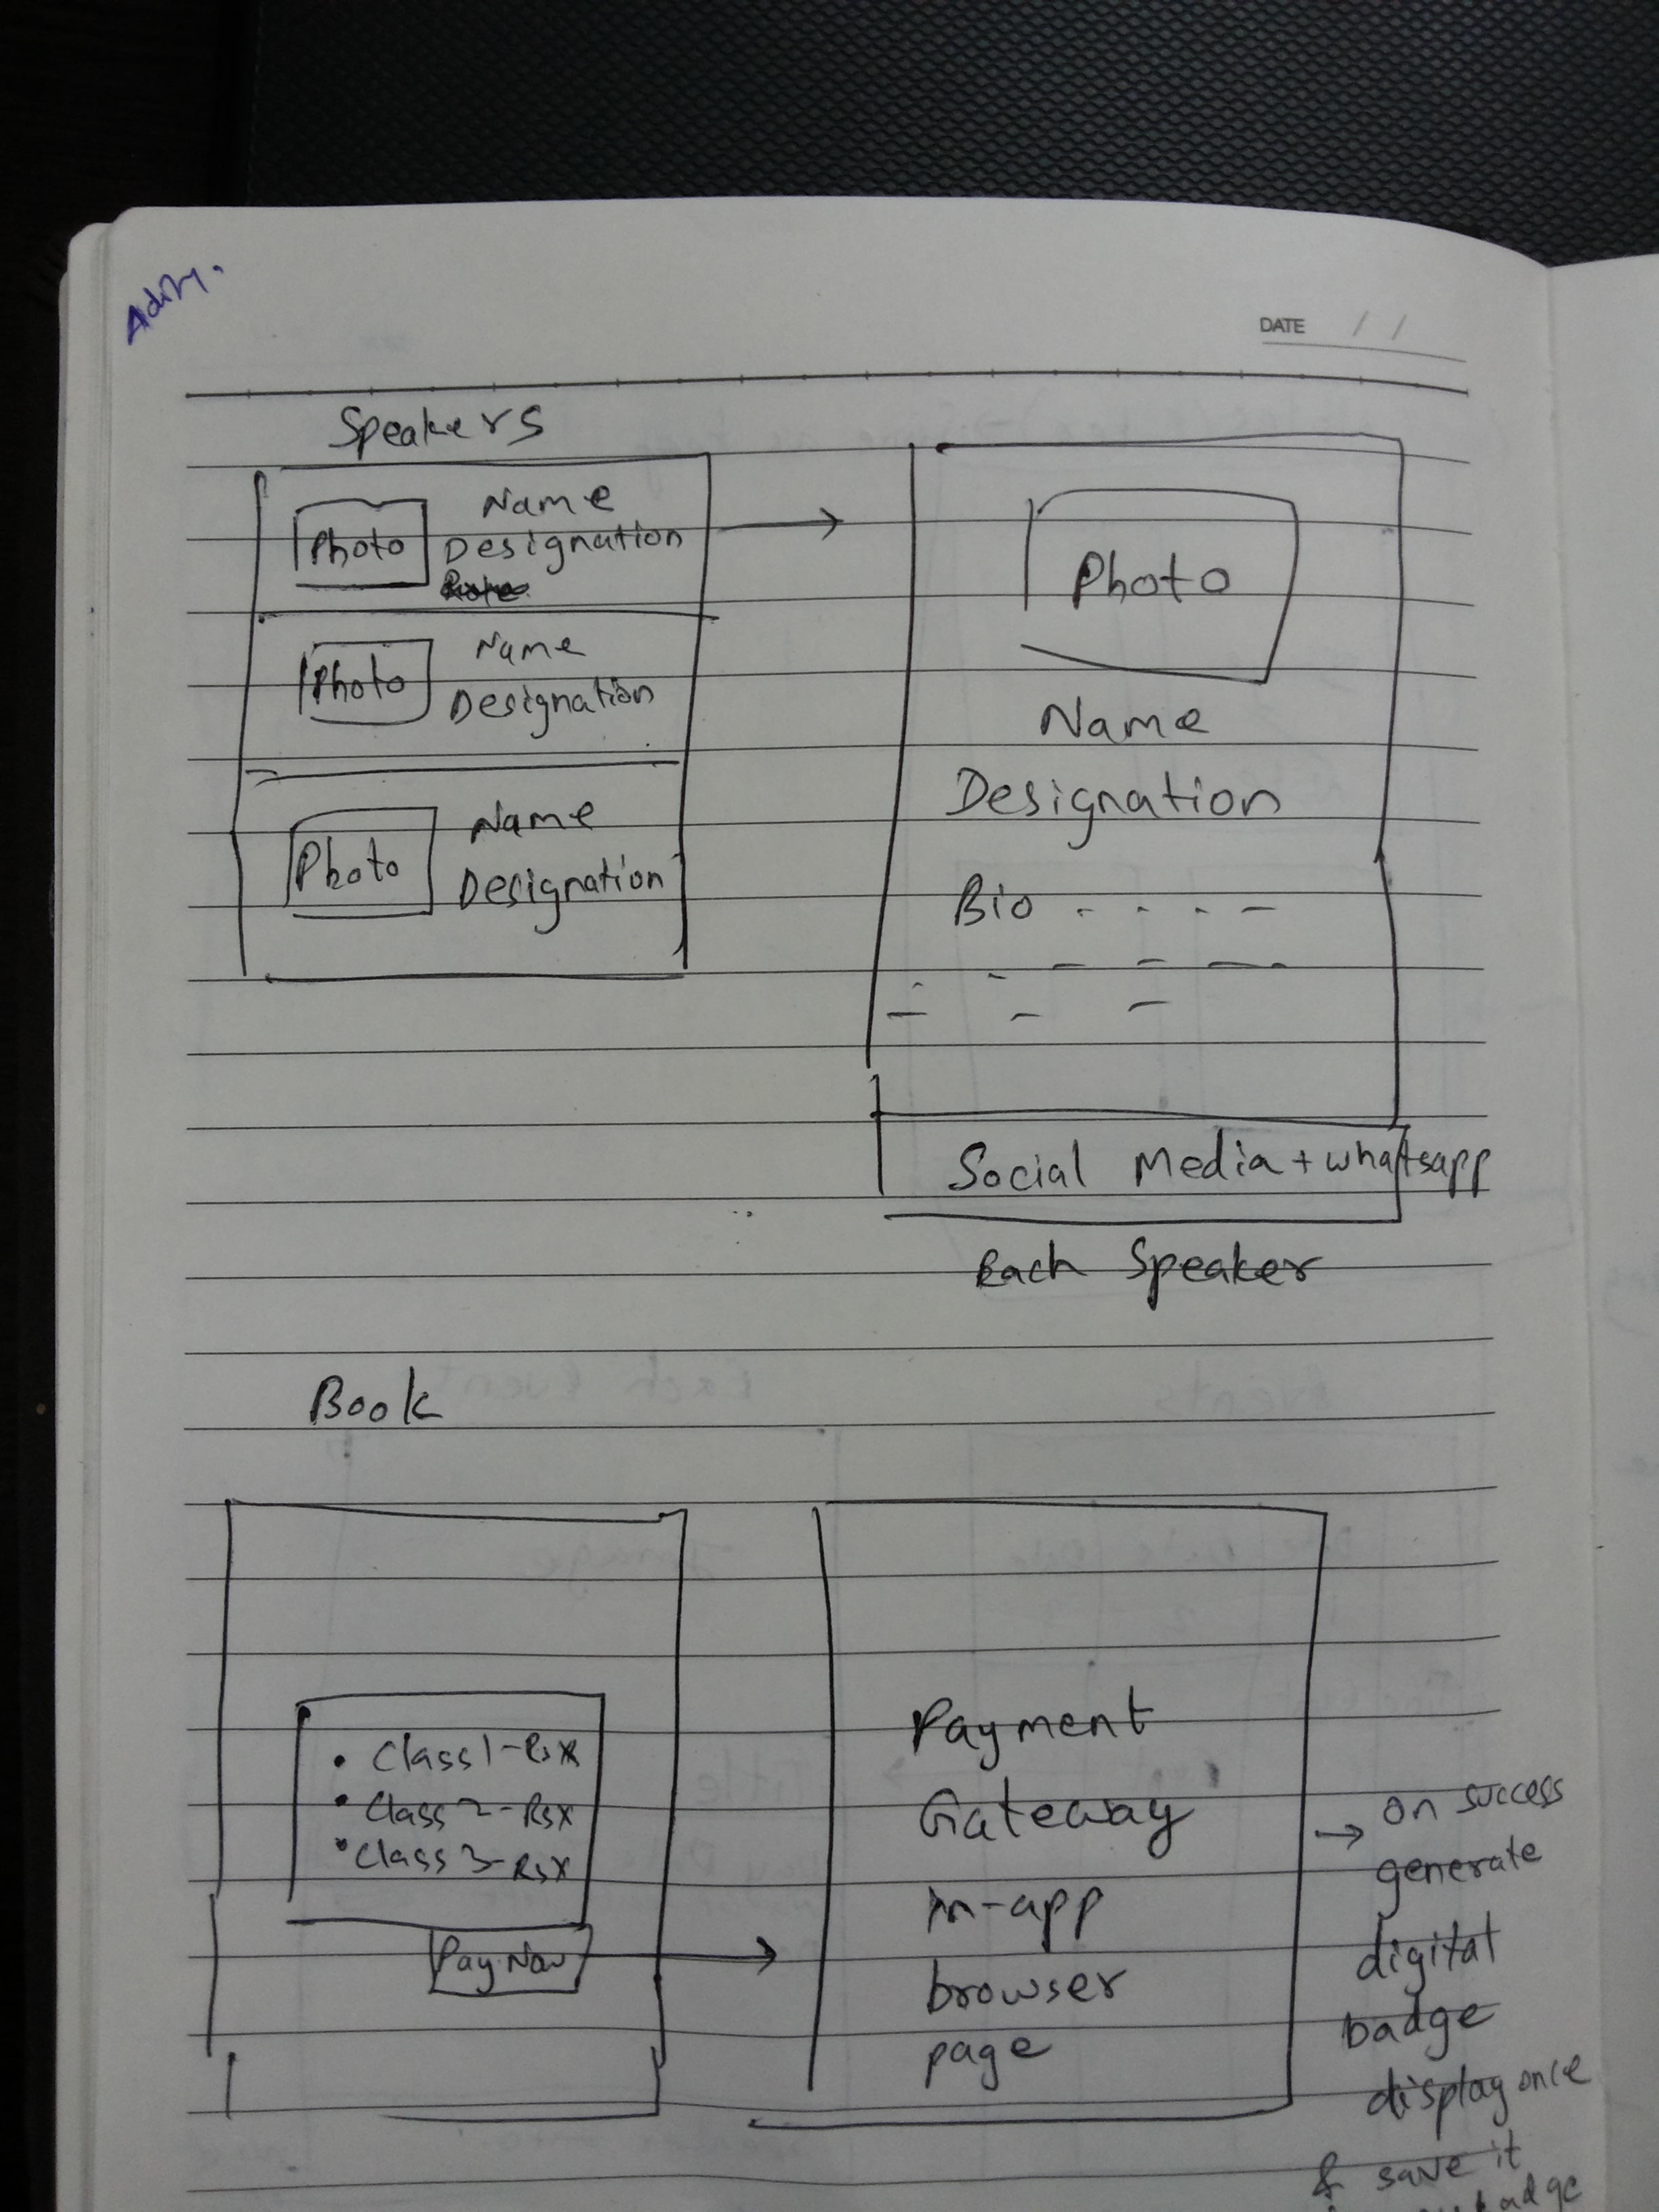 DATE / /
Speakers
Photo
Name
Designation
Photo
Name
Designation
Photo
Name
Designation
Photo
Name
Designation
Bio
Social Media + whatsapp
Each Speaker
Book
• Class 1 - Rs X
• Class 2 - Rs X
• Class 3 - Rs X
Pay Now
Payment
Gateway
in-app
browser
page
→ on success
generate
digital
badge
display once
& save it
badge